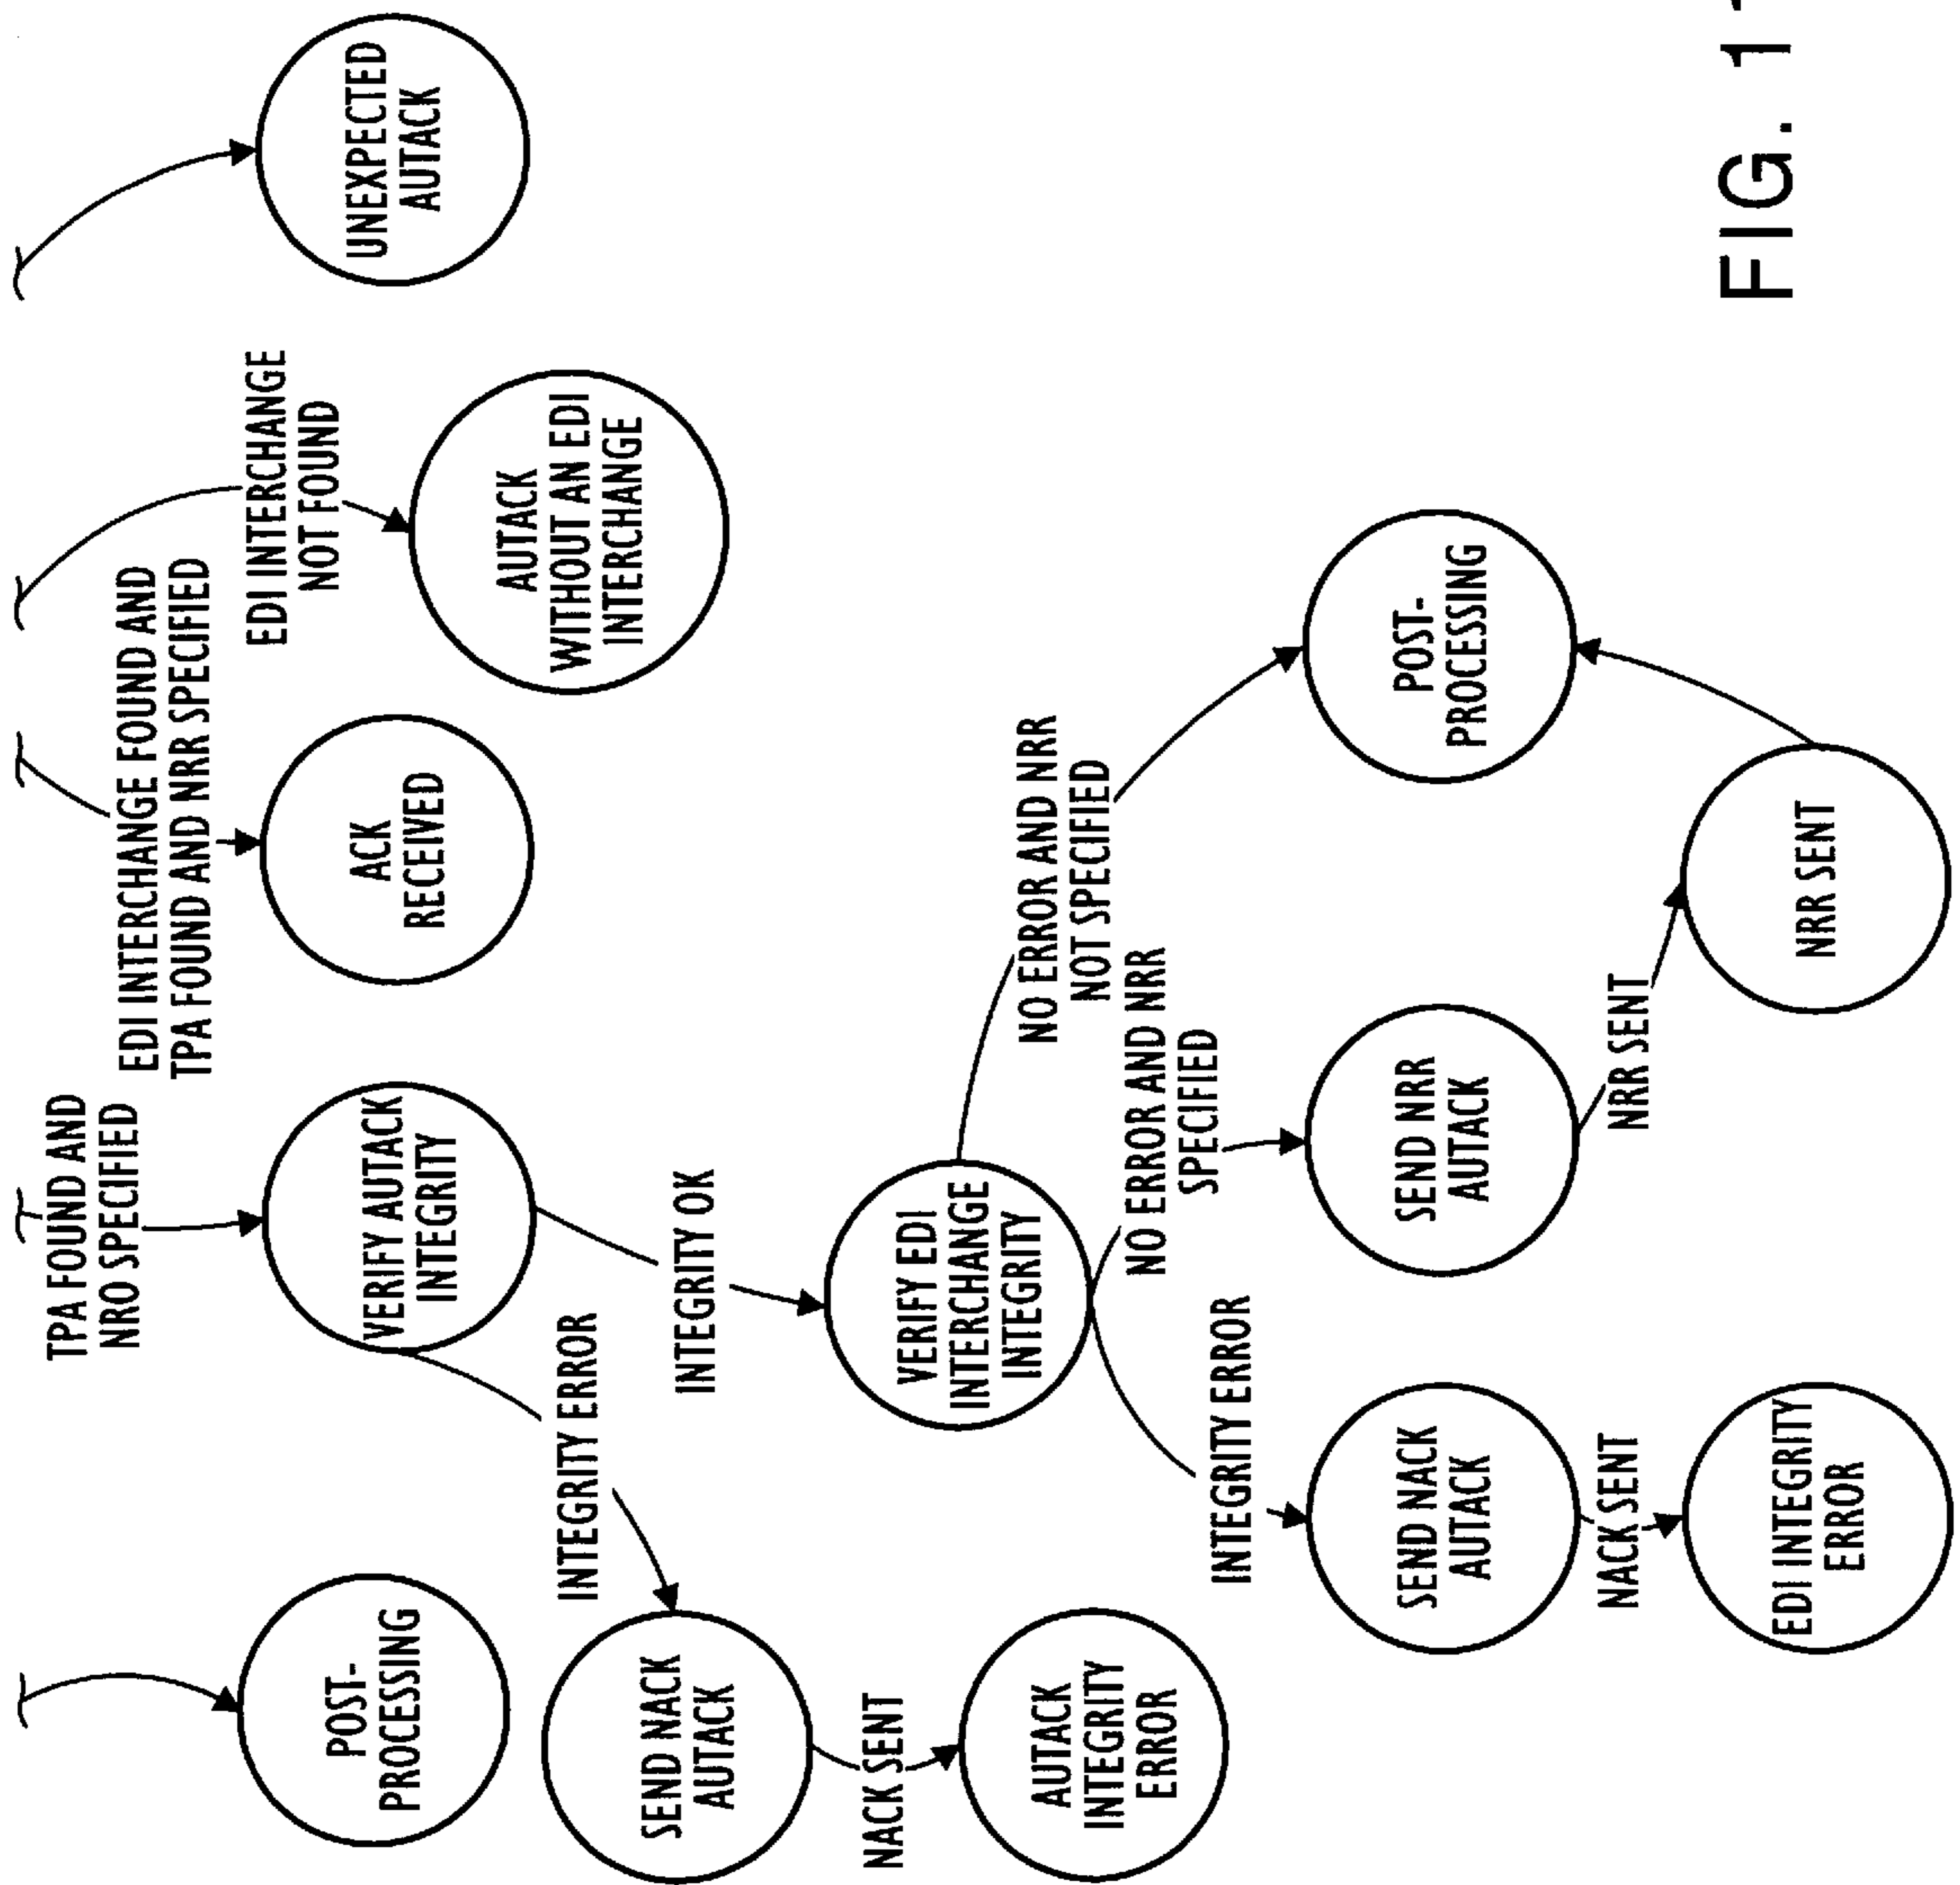 TPA FOUND AND
NRO SPECIFIED
EDI INTERCHANGE FOUND AND
TPA FOUND AND NRR SPECIFIED
EDI INTERCHANGE
NOT FOUND
POST-
PROCESSING
VERIFY AUTACK
INTEGRITY
ACK
RECEIVED
UNEXPECTED
AUTACK
AUTACK
WITHOUT AN EDI
INTERCHANGE
INTEGRITY ERROR
SEND NACK
AUTACK
INTEGRITY OK
NACK SENT
VERIFY EDI
INTERCHANGE
INTEGRITY
AUTACK
INTEGRITY
ERROR
NO ERROR AND NRR
NOT SPECIFIED
NO ERROR AND NRR
SPECIFIED
INTEGRITY ERROR
SEND NACK
AUTACK
SEND NRR
AUTACK
POST-
PROCESSING
NACK SENT
NRR SENT
EDI INTEGRITY
ERROR
NRR SENT
FIG. 1